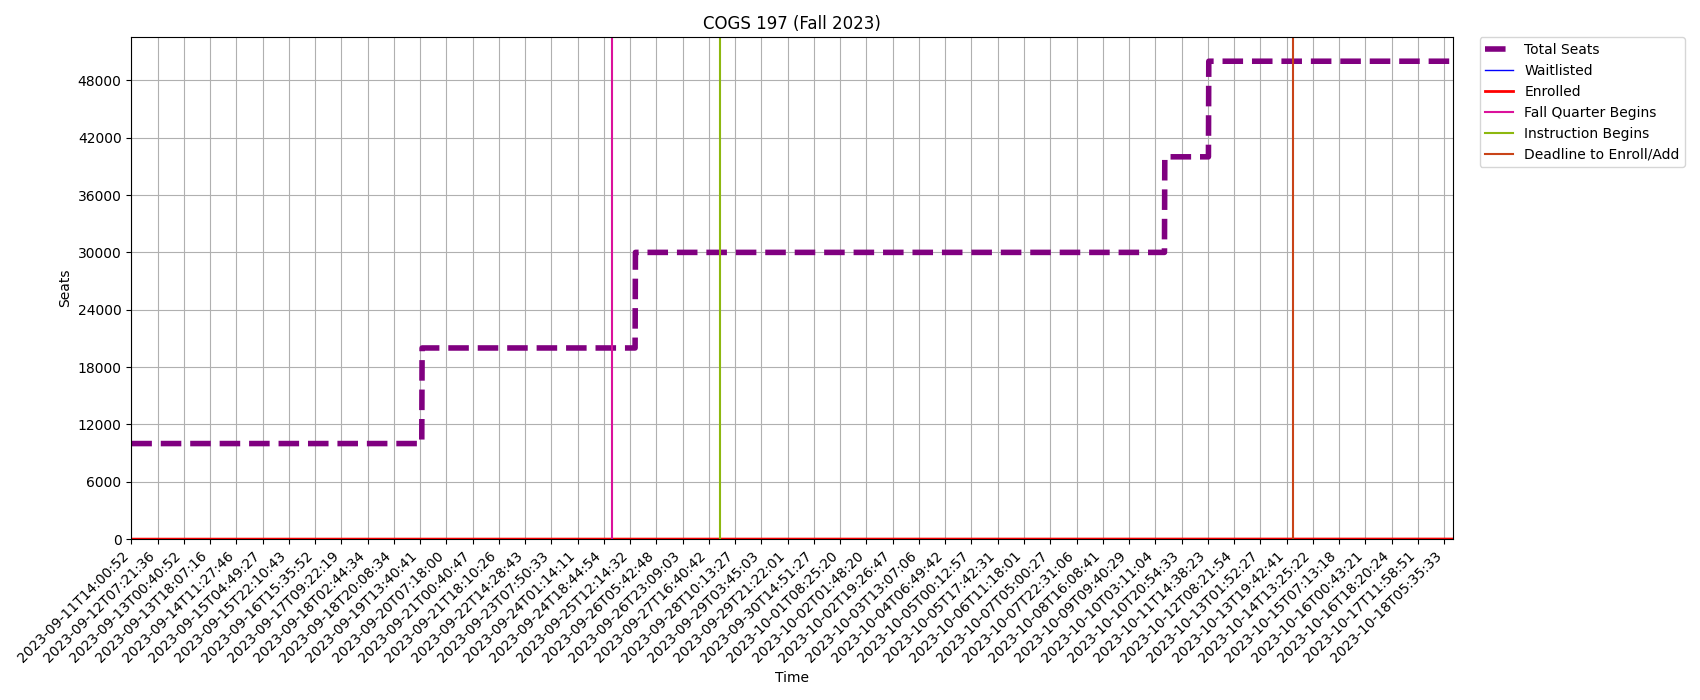 COGS 197 (Fall 2023)
Total Seats
Waitlisted
Enrolled
Fall Quarter Begins
Instruction Begins
Deadline to Enroll/Add
48000
42000
36000
30000
24000
18000
12000
6000
0
Seats
2023-09-11T14:00:52
2023-09-12T07:21:36
2023-09-13T00:40:52
2023-09-13T18:07:16
2023-09-14T11:27:46
2023-09-15T04:49:27
2023-09-15T22:10:43
2023-09-16T15:35:52
2023-09-17T09:22:19
2023-09-18T02:44:34
2023-09-18T20:08:34
2023-09-19T13:40:41
2023-09-20T07:18:00
2023-09-21T00:40:47
2023-09-21T18:10:26
2023-09-22T14:28:43
2023-09-23T07:50:33
2023-09-24T01:14:11
2023-09-24T18:44:54
2023-09-25T12:14:32
2023-09-26T05:42:48
2023-09-26T23:09:03
2023-09-27T16:40:42
2023-09-28T10:13:27
2023-09-29T03:45:03
2023-09-29T21:22:01
2023-09-30T14:51:27
2023-10-01T08:25:20
2023-10-02T01:48:20
2023-10-02T19:26:47
2023-10-03T13:07:06
2023-10-04T06:49:42
2023-10-05T00:12:57
2023-10-05T17:42:31
2023-10-06T11:18:01
2023-10-07T05:00:27
2023-10-07T22:31:06
2023-10-08T16:08:41
2023-10-09T09:40:29
2023-10-10T03:11:04
2023-10-10T20:54:33
2023-10-11T14:38:23
2023-10-12T08:21:54
2023-10-13T01:52:27
2023-10-13T19:42:41
2023-10-14T13:25:22
2023-10-15T07:13:18
2023-10-16T00:43:21
2023-10-16T18:20:24
2023-10-17T11:58:51
2023-10-18T05:35:33
Time